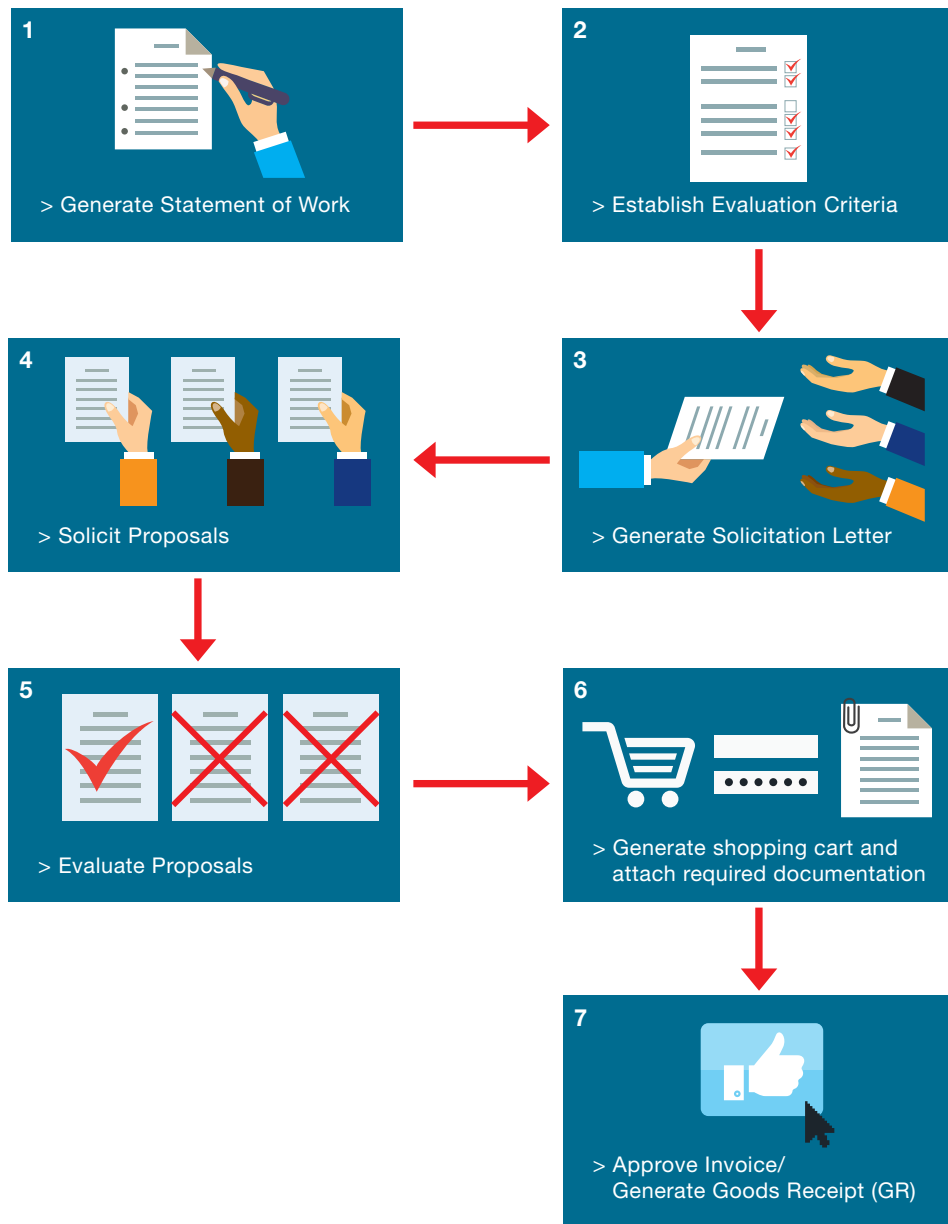 1
> Generate Statement of Work
2
> Establish Evaluation Criteria
3
> Generate Solicitation Letter
4
> Solicit Proposals
5
> Evaluate Proposals
6
> Generate shopping cart and
attach required documentation
7
> Approve Invoice/
Generate Goods Receipt (GR)